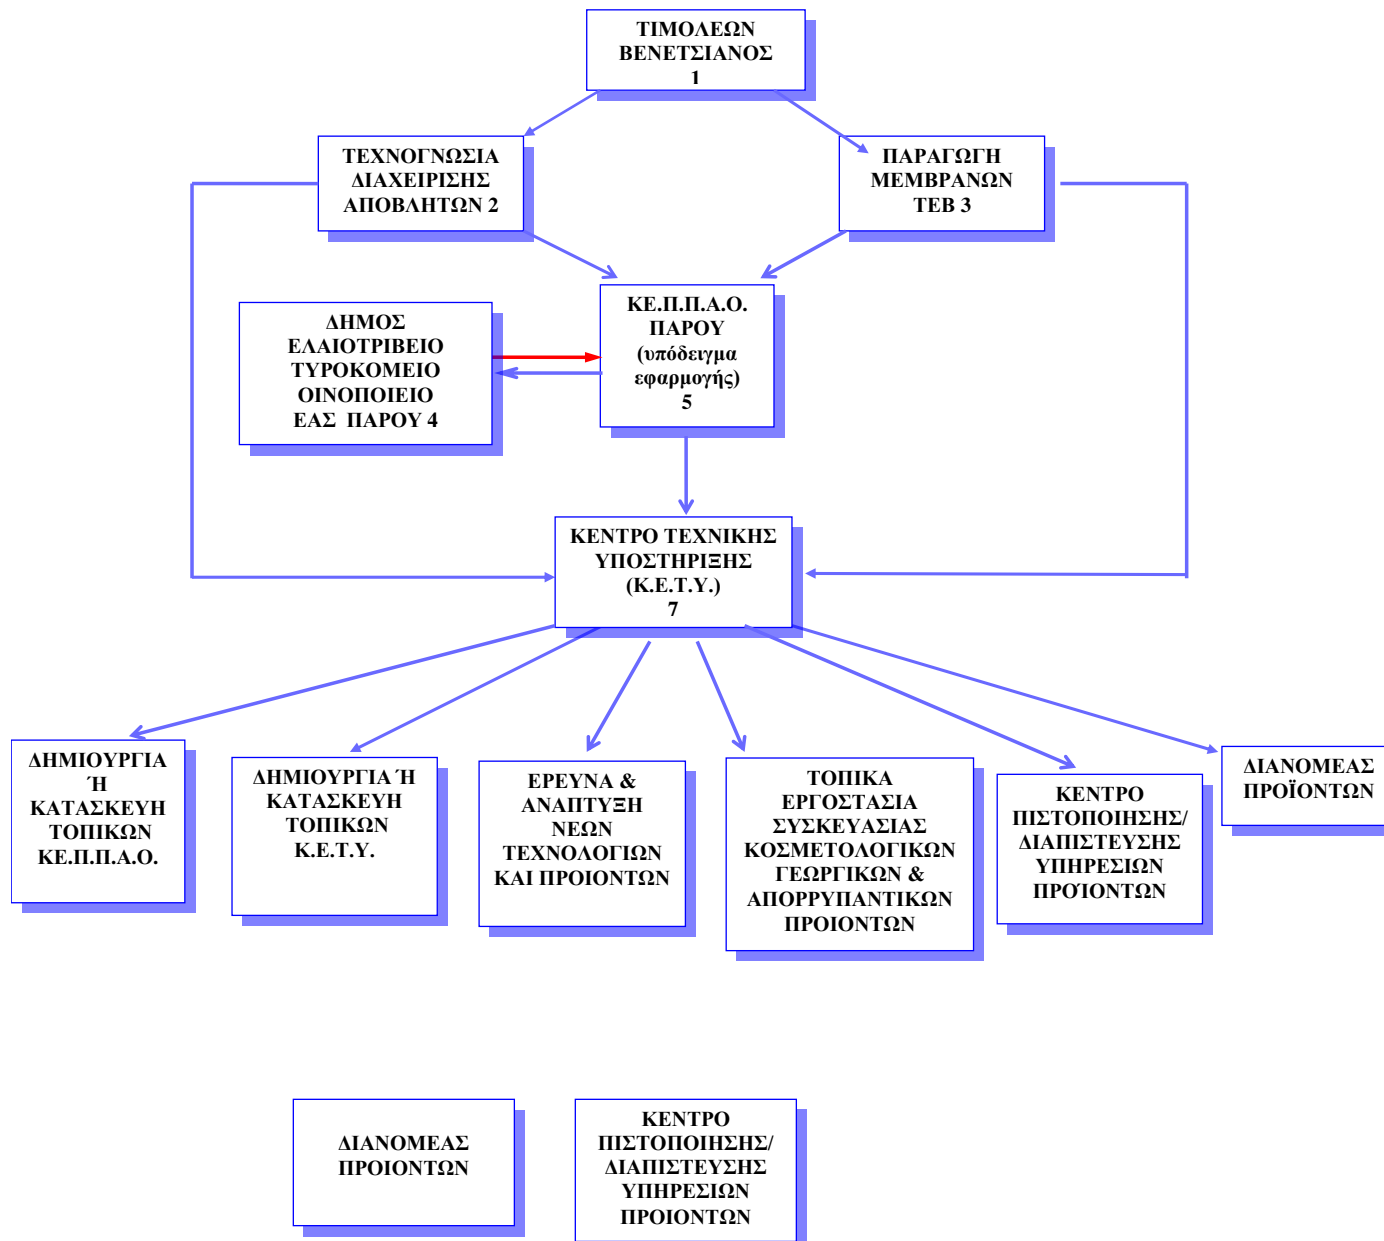 ΤΙΜΟΛΕΩΝ
ΒΕΝΕΤΣΙΑΝΟΣ
1
ΤΕΧΝΟΓΝΩΣΙΑ
ΔΙΑΧΕΙΡΙΣΗΣ
ΑΠΟΒΛΗΤΩΝ 2
ΠΑΡΑΓΩΓΗ
ΜΕΜΒΡΑΝΩΝ
ΤΕΒ 3
ΔΗΜΟΣ
ΕΛΑΙΟΤΡΙΒΕΙΟ
ΤΥΡΟΚΟΜΕΙΟ
ΟΙΝΟΠΟΙΕΙΟ
ΕΑΣ ΠΑΡΟΥ 4
ΚΕ.Π.Π.Α.Ο.
ΠΑΡΟΥ
(υπόδειγμα
εφαρμογής)
5
ΚΕΝΤΡΟ ΤΕΧΝΙΚΗΣ
ΥΠΟΣΤΗΡΙΞΗΣ
(Κ.Ε.Τ.Υ.)
7
ΔΗΜΙΟΥΡΓΙΑ
Ή
ΚΑΤΑΣΚΕΥΗ
ΤΟΠΙΚΩΝ
ΚΕ.Π.Π.Α.Ο.
ΔΗΜΙΟΥΡΓΙΑ Ή
ΚΑΤΑΣΚΕΥΗ
ΤΟΠΙΚΩΝ
Κ.Ε.Τ.Υ.
ΕΡΕΥΝΑ &
ΑΝΑΠΤΥΞΗ
ΝΕΩΝ
ΤΕΧΝΟΛΟΓΙΩΝ
ΚΑΙ ΠΡΟΙΟΝΤΩΝ
ΤΟΠΙΚΑ
ΕΡΓΟΣΤΑΣΙΑ
ΣΥΣΚΕΥΑΣΙΑΣ
ΚΟΣΜΕΤΟΛΟΓΙΚΩΝ
ΓΕΩΡΓΙΚΩΝ &
ΑΠΟΡΡΥΠΑΝΤΙΚΩΝ
ΠΡΟΙΟΝΤΩΝ
ΚΕΝΤΡΟ
ΠΙΣΤΟΠΟΙΗΣΗΣ/
ΔΙΑΠΙΣΤΕΥΣΗΣ
ΥΠΗΡΕΣΙΩΝ
ΠΡΟΊΟΝΤΩΝ
ΔΙΑΝΟΜΕΑΣ
ΠΡΟΪΟΝΤΩΝ
ΔΙΑΝΟΜΕΑΣ
ΠΡΟΙΟΝΤΩΝ
ΚΕΝΤΡΟ
ΠΙΣΤΟΠΟΙΗΣΗΣ/
ΔΙΑΠΙΣΤΕΥΣΗΣ
ΥΠΗΡΕΣΙΩΝ
ΠΡΟΙΟΝΤΩΝ